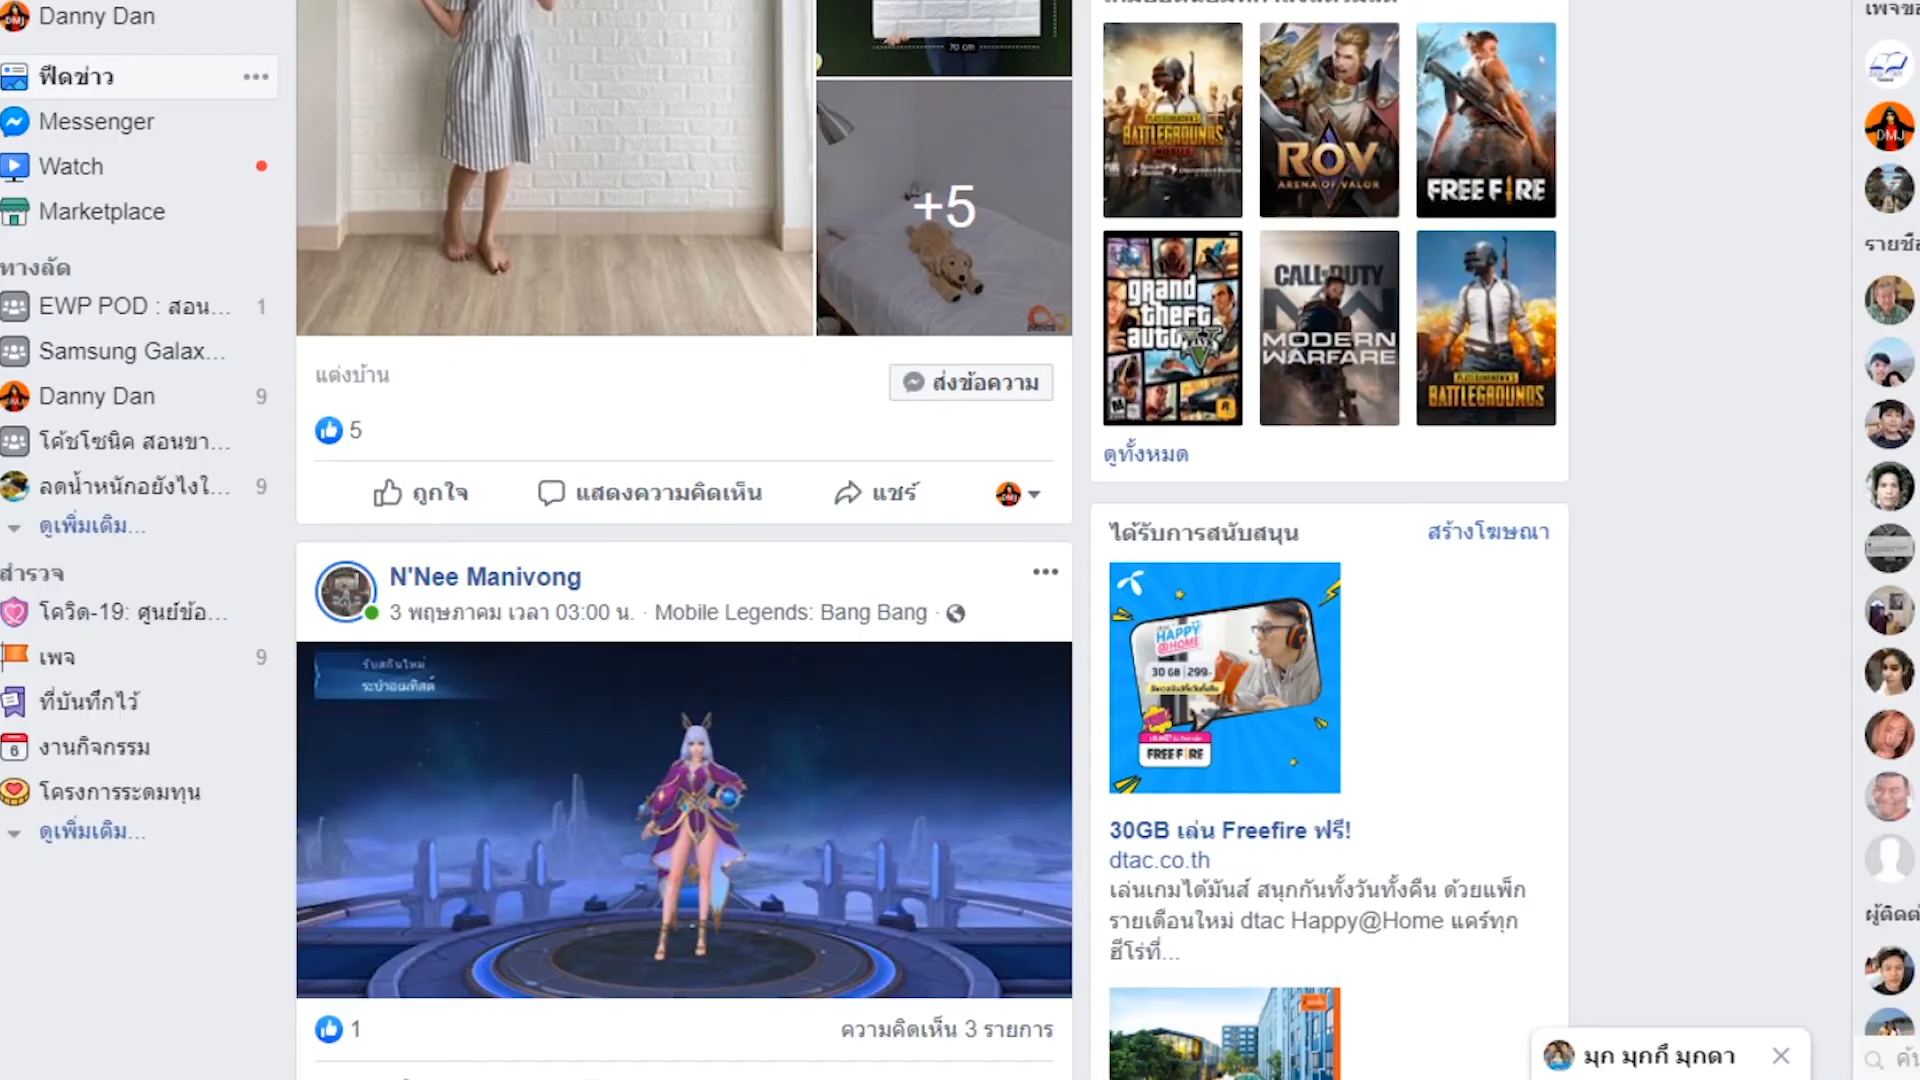 Danny Dan
ฟีดข่าว
Messenger
Watch
Marketplace
ทางลัด
EWP POD : สอน... 1
Samsung Galax...
Danny Dan 9
โค้ชโซนิค สอนขา...
ลดน้ำหนักอยังไงใ... 9
ดูเพิ่มเติม...
สำรวจ
โควิด-19: ศูนย์ข้อ...
เพจ 9
ที่บันทึกไว้
6
งานกิจกรรม
โครงการระดมทุน
ดูเพิ่มเติม...
70 cm
+5
แต่งบ้าน
ส่งข้อความ
5
ถูกใจ แสดงความคิดเห็น แชร์
N'Nee Manivong
3 พฤษภาคม เวลา 03:00 น. · Mobile Legends: Bang Bang ·
รับสกินใหม่
ระบำอเมทิสต์
1
ความคิดเห็น 3 รายการ
PLAYERUNKNOWN'S
BATTLEGROUNDS
ROV
ARENA OF VALOR
FREE FIRE
grand
theft
auto
V
CALL OF DUTY
MODERN
WARFARE
PLAYERUNKNOWN'S
BATTLEGROUNDS
ดูทั้งหมด
ได้รับการสนับสนุน สร้างโฆษณา
HAPPY
@HOME
30 GB 299.-
FREE FIRE
30GB เล่น Freefire ฟรี!
dtac.co.th
เล่นเกมได้มันส์ สนุกกันทั้งวันทั้งคืน ด้วยแพ็ก
รายเดือนใหม่ dtac Happy@Home แคร์ทุก
ฮีโร่ที่...
DMJ
มุก มุกกี้ มุกดา